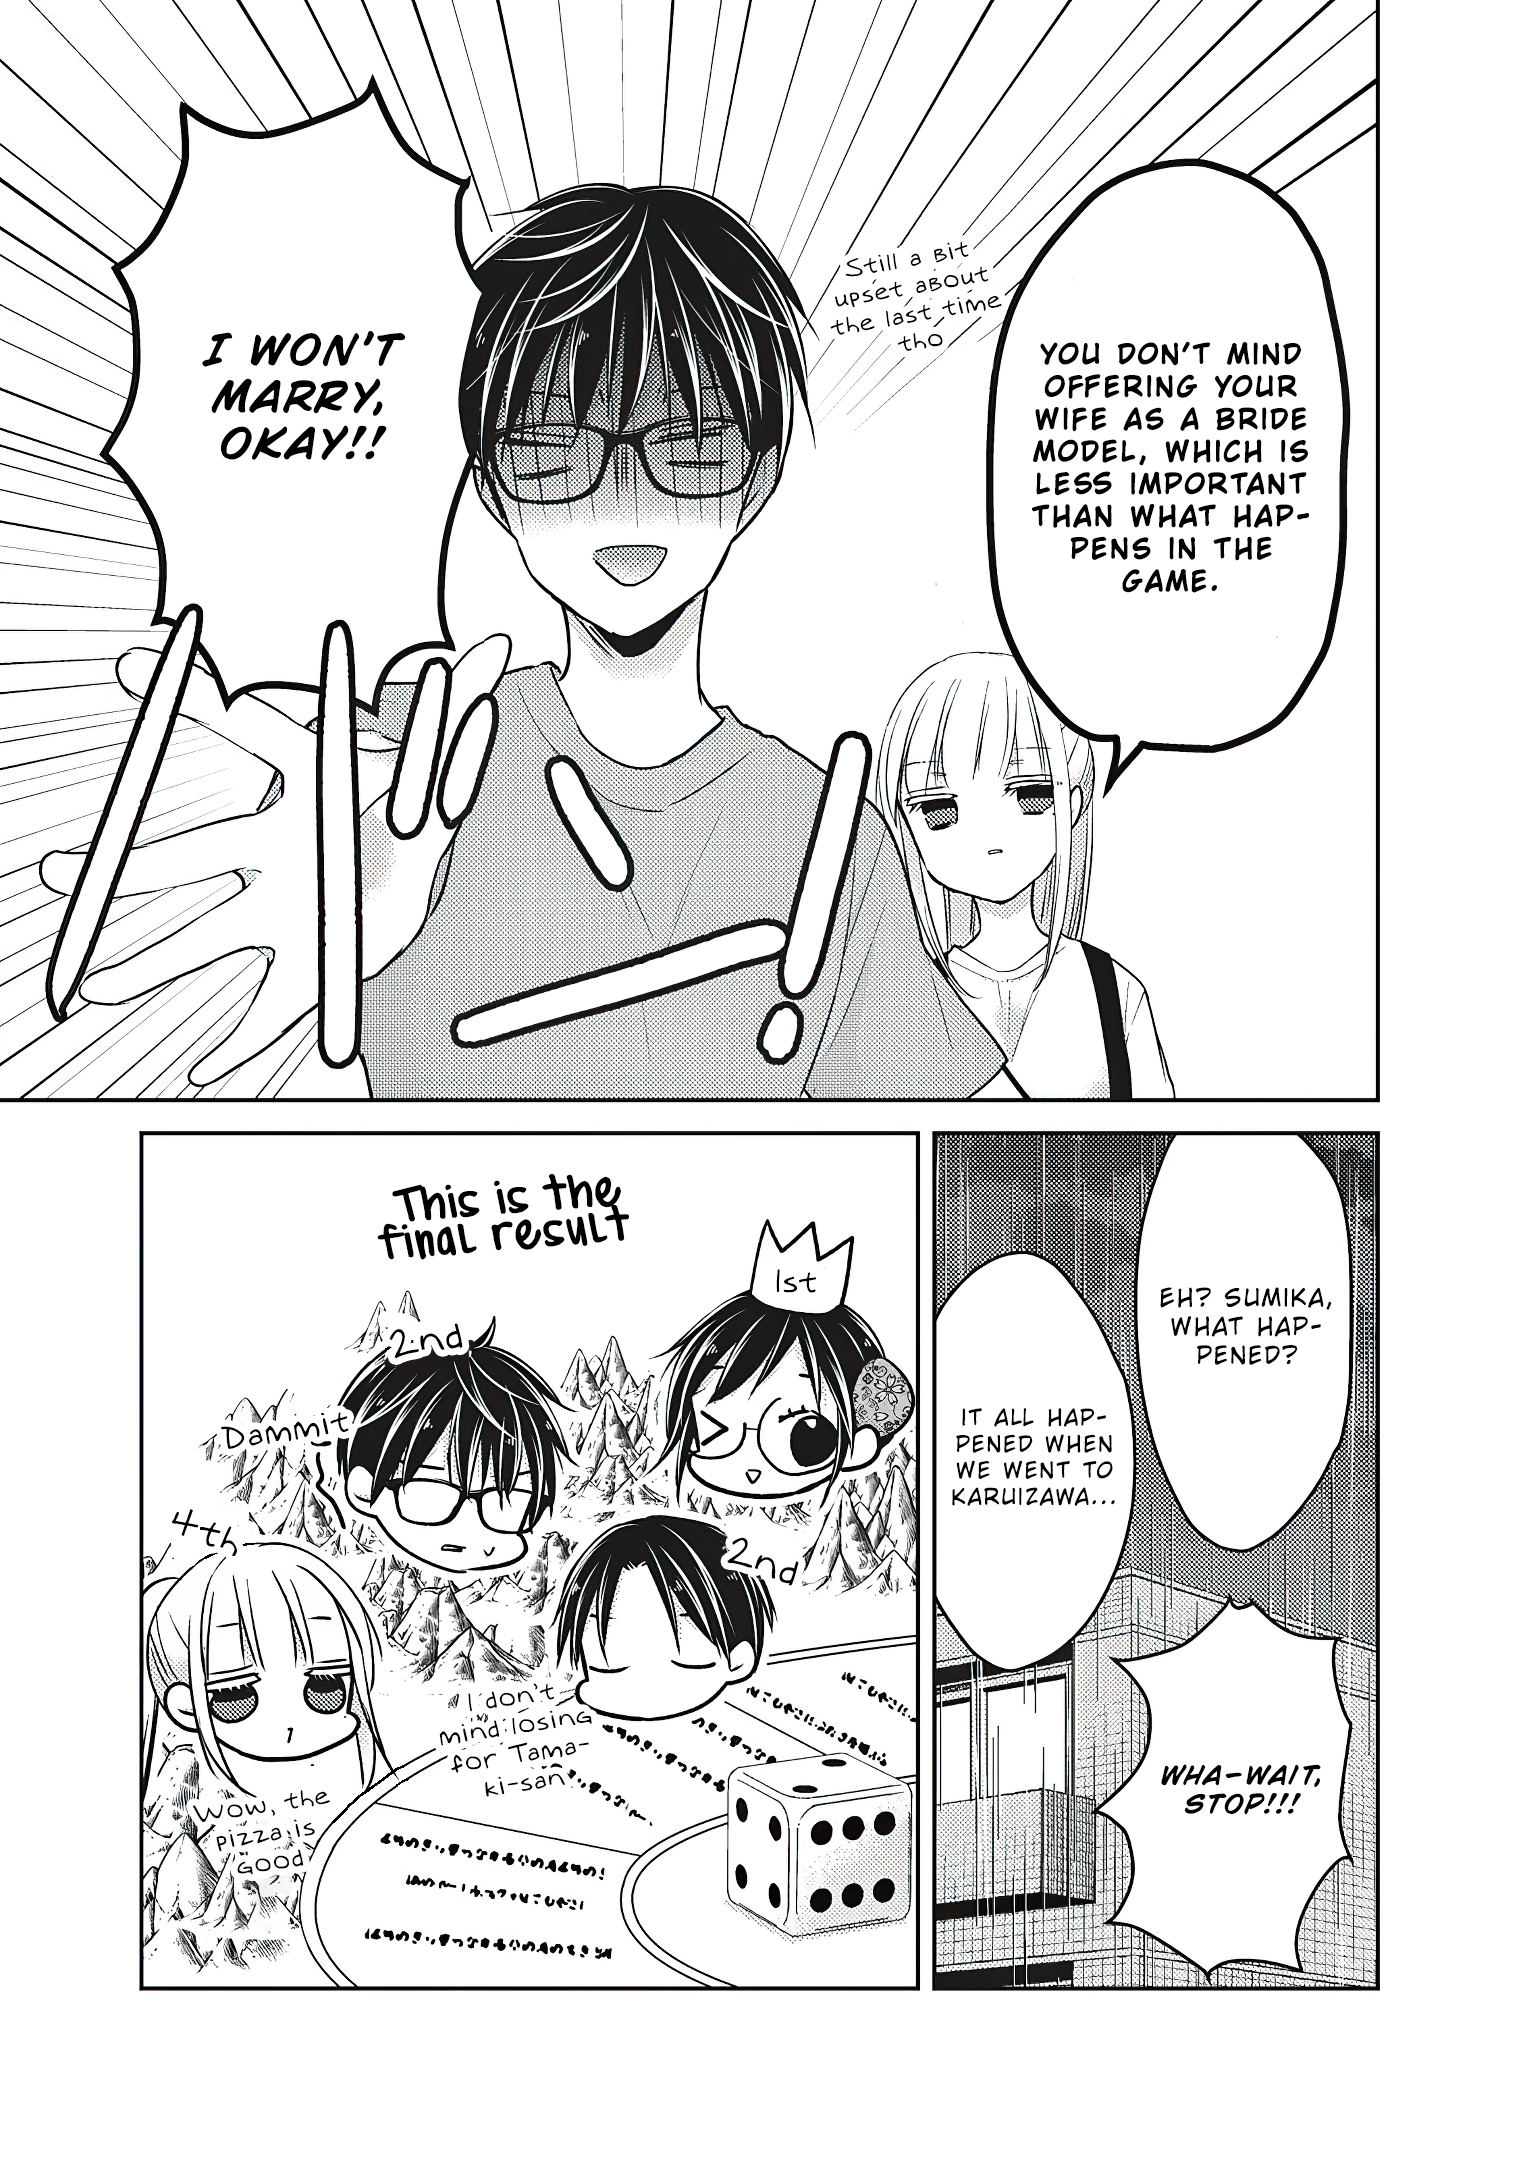 YOU DON'T MIND
OFFERING YOUR
WIFE AS A BRIDE
MODEL, WHICH IS
LESS IMPORTANT
THAN WHAT HAP-
PENS IN THE
GAME.
Still a bit
upset about
the last time
tho
I WON'T
MARRY,
OKAY!!
EH? SUMIKA,
WHAT HAP-
PENED?
IT ALL HAP-
PENED WHEN
WE WENT TO
KARUIZAWA...
WHA-WAIT,
STOP!!!
This is the
final result
1st
2nd
Dammit
2nd
4th
I don't
mind losing
for Tama-
ki-san
Wow, the
pizza is
good